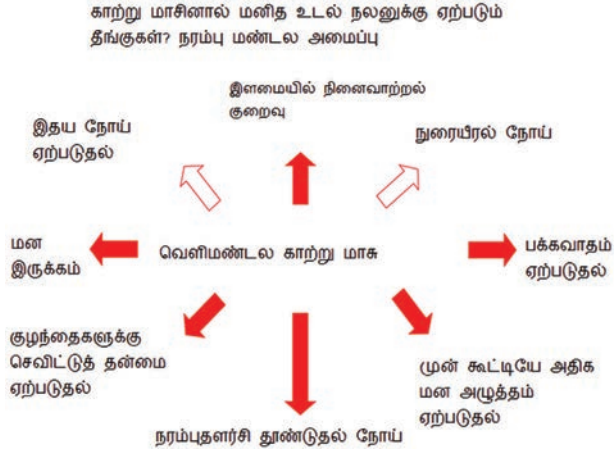 காற்று மாசினால் மனித உடல் நலனுக்கு ஏற்படும்
தீங்குகள்? நரம்பு மண்டல அமைப்பு
இளமையில் நினைவாற்றல்
குறைவு
இதய நோய்
ஏற்படுதல்
நுரையீரல் நோய்
மன
இருக்கம்
வெளிமண்டல காற்று மாசு
பக்கவாதம்
ஏற்படுதல்
குழந்தைகளுக்கு
செவிட்டுத் தன்மை
ஏற்படுதல்
முன் கூட்டியே அதிக
மன அழுத்தம்
ஏற்படுதல்
நரம்புதளர்சி தூண்டுதல் நோய்